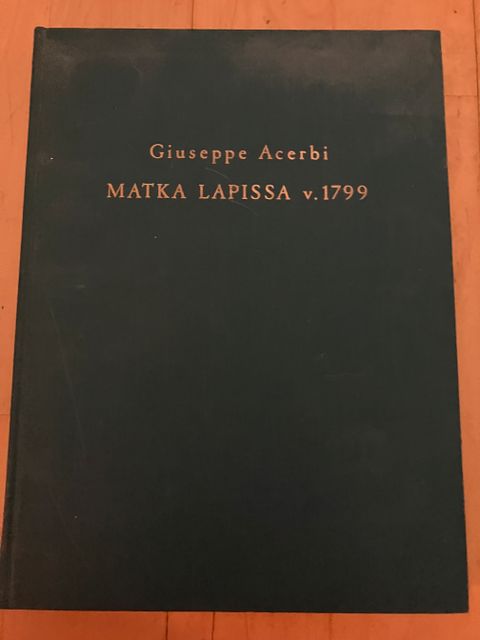 Giuseppe Acerbi
MATKA LAPISSA v.1799